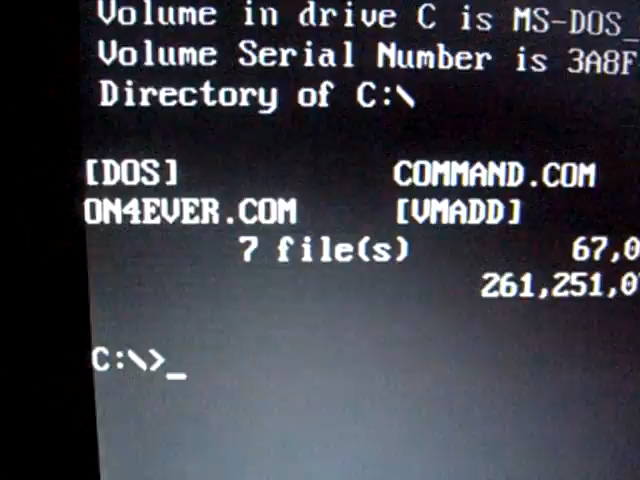 Volume in drive C is MS-DOS_
Volume Serial Number is 3A8F
Directory of C:\
[DOS] COMMAND.COM
ON4EVER.COM [VMADD]
7 file(s) 67,0
261,251,0
C:\>_